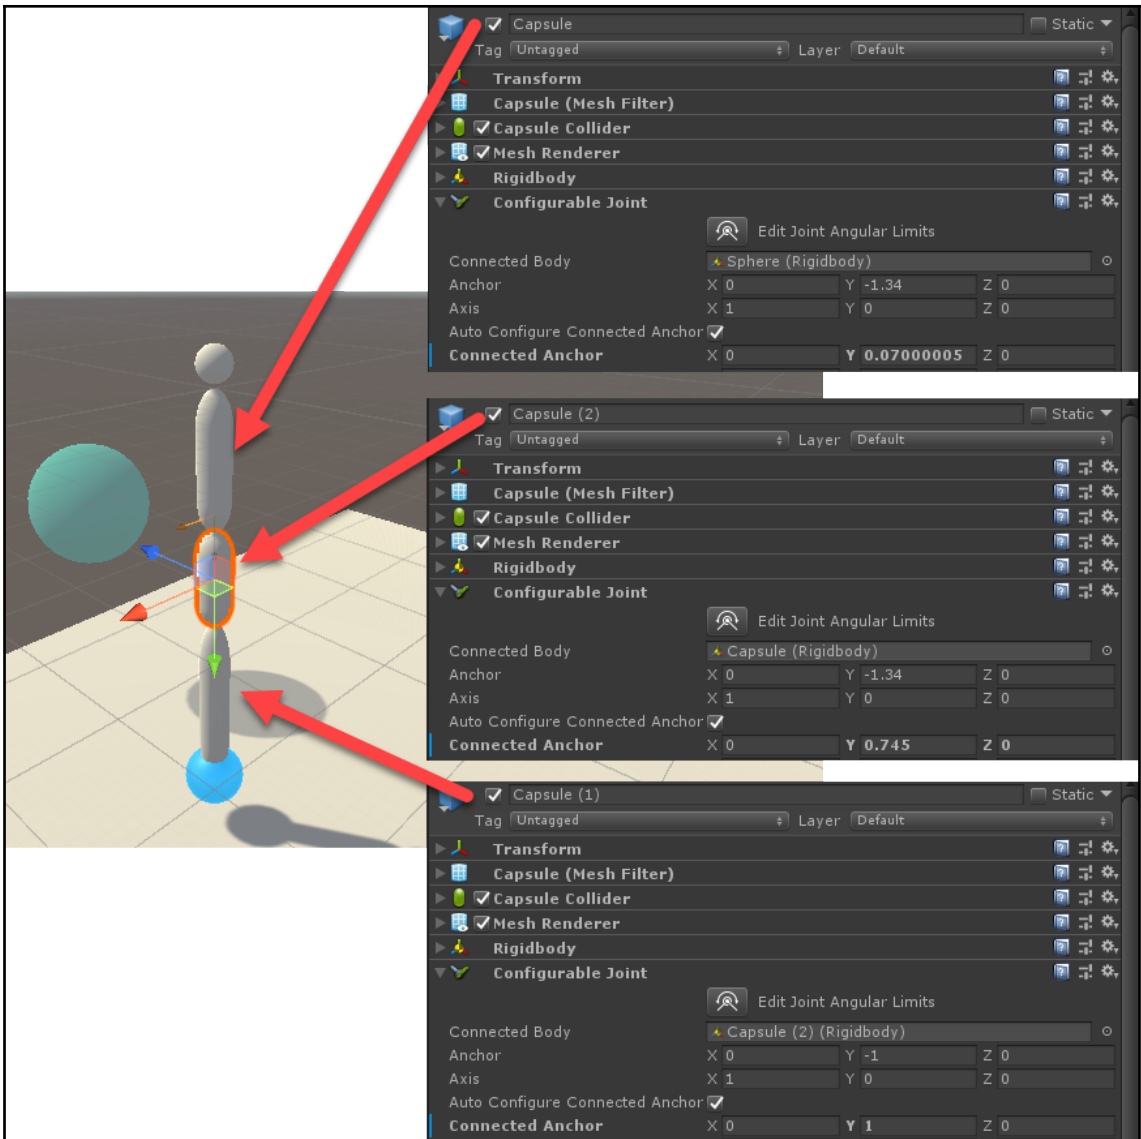 Capsule Static
Tag Untagged Layer Default
Transform
Capsule (Mesh Filter)
Capsule Collider
Mesh Renderer
Rigidbody
Configurable Joint
Edit Joint Angular Limits
Connected Body Sphere (Rigidbody)
Anchor X 0 Y -1.34 Z 0
Axis X 1 Y 0 Z 0
Auto Configure Connected Anchor
Connected Anchor X 0 Y 0.07000005 Z 0
Capsule (2) Static
Tag Untagged Layer Default
Transform
Capsule (Mesh Filter)
Capsule Collider
Mesh Renderer
Rigidbody
Configurable Joint
Edit Joint Angular Limits
Connected Body Capsule (Rigidbody)
Anchor X 0 Y -1.34 Z 0
Axis X 1 Y 0 Z 0
Auto Configure Connected Anchor
Connected Anchor X 0 Y 0.745 Z 0
Capsule (1) Static
Tag Untagged Layer Default
Transform
Capsule (Mesh Filter)
Capsule Collider
Mesh Renderer
Rigidbody
Configurable Joint
Edit Joint Angular Limits
Connected Body Capsule (2) (Rigidbody)
Anchor X 0 Y -1 Z 0
Axis X 1 Y 0 Z 0
Auto Configure Connected Anchor
Connected Anchor X 0 Y 1 Z 0